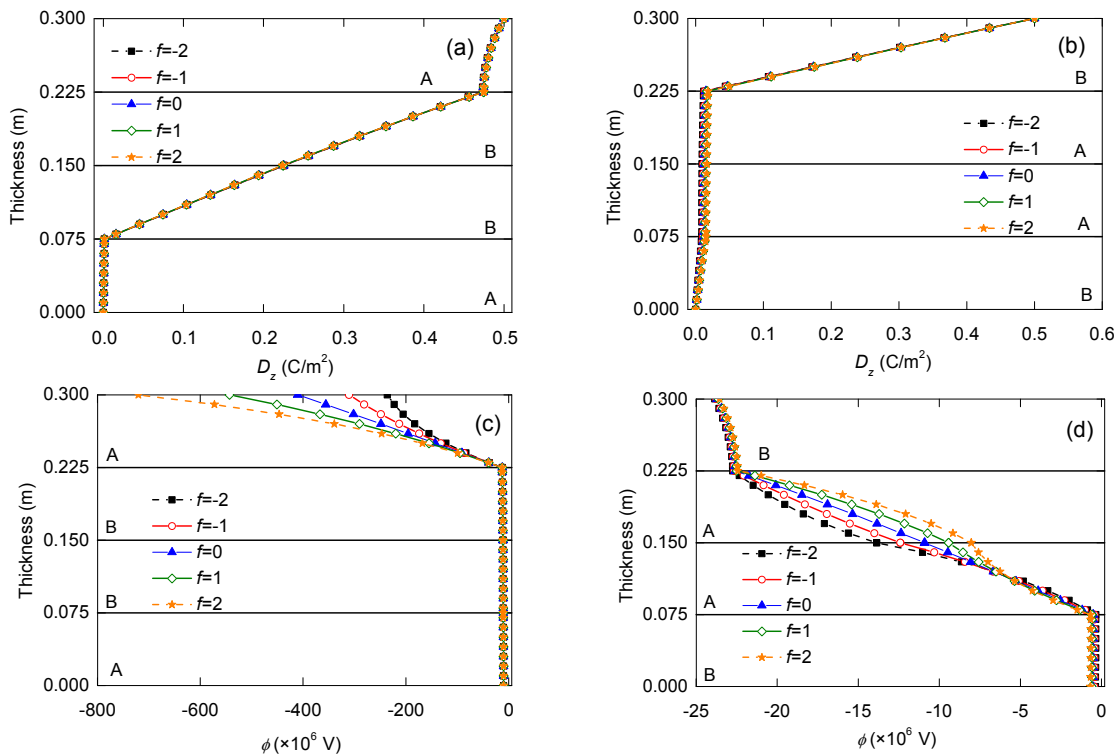 (a)
f=-2
f=-1
f=0
f=1
f=2
A
B
B
A
0.300
0.225
0.150
0.075
0.000
Thickness (m)
0.0 0.1 0.2 0.3 0.4 0.5
D_z (C/m²)
(b)
B
A
A
B
f=-2
f=-1
f=0
f=1
f=2
0.300
0.225
0.150
0.075
0.000
Thickness (m)
0.0 0.1 0.2 0.3 0.4 0.5 0.6
D_z (C/m²)
(c)
A
B
B
A
f=-2
f=-1
f=0
f=1
f=2
0.300
0.225
0.150
0.075
0.000
Thickness (m)
-800 -600 -400 -200 0
ϕ (×10⁶ V)
(d)
B
A
A
B
f=-2
f=-1
f=0
f=1
f=2
0.300
0.225
0.150
0.075
0.000
Thickness (m)
-25 -20 -15 -10 -5 0
ϕ (×10⁶ V)